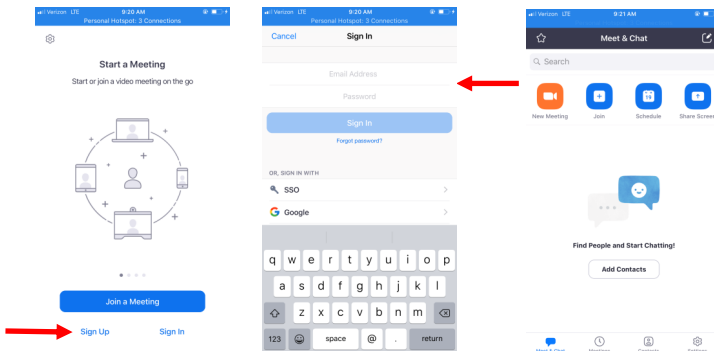 Verizon LTE 9:20 AM
Personal Hotspot: 3 Connections
Start a Meeting
Start or join a video meeting on the go
Join a Meeting
Sign Up Sign In
Verizon LTE 9:20 AM
Personal Hotspot: 3 Connections
Cancel Sign In
Email Address
Password
Sign In
Forgot password?
OR, SIGN IN WITH
SSO
Google
q w e r t y u i o p
a s d f g h j k l
z x c v b n m
123 space @ . return
Verizon LTE 9:21 AM
Meet & Chat
Search
New Meeting Join Schedule Share Screen
Find People and Start Chatting!
Add Contacts
Meet & Chat Meetings Contacts Settings